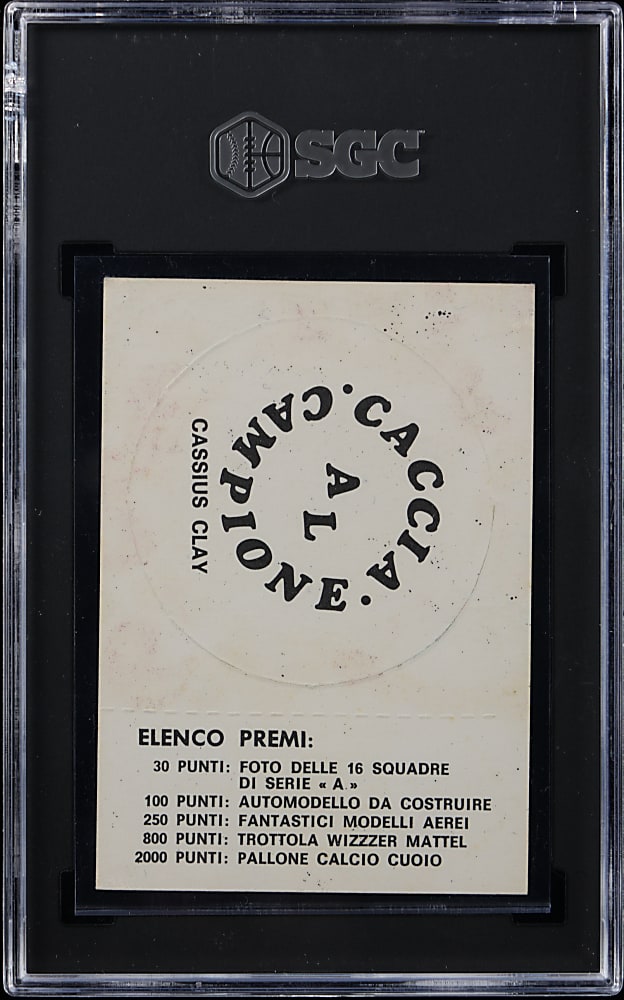 SGC
CACCIA • AL • CAMPIONE •
CASSIUS CLAY
ELENCO PREMI:
30 PUNTI: FOTO DELLE 16 SQUADRE
DI SERIE « A »
100 PUNTI: AUTOMODELLO DA COSTRUIRE
250 PUNTI: FANTASTICI MODELLI AEREI
800 PUNTI: TROTTOLA WIZZZER MATTEL
2000 PUNTI: PALLONE CALCIO CUOIO